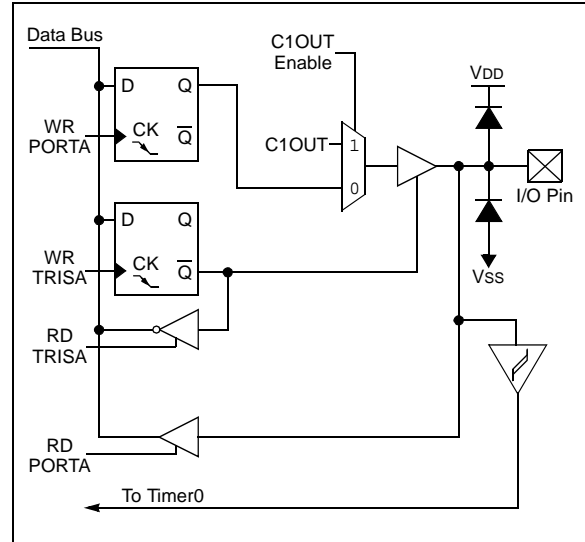 Data Bus
C1OUT
Enable
VDD
D Q
WR
PORTA
CK
Q
C1OUT
1
0
I/O Pin
D Q
WR
TRISA
CK
Q
VSS
RD
TRISA
RD
PORTA
To Timer0